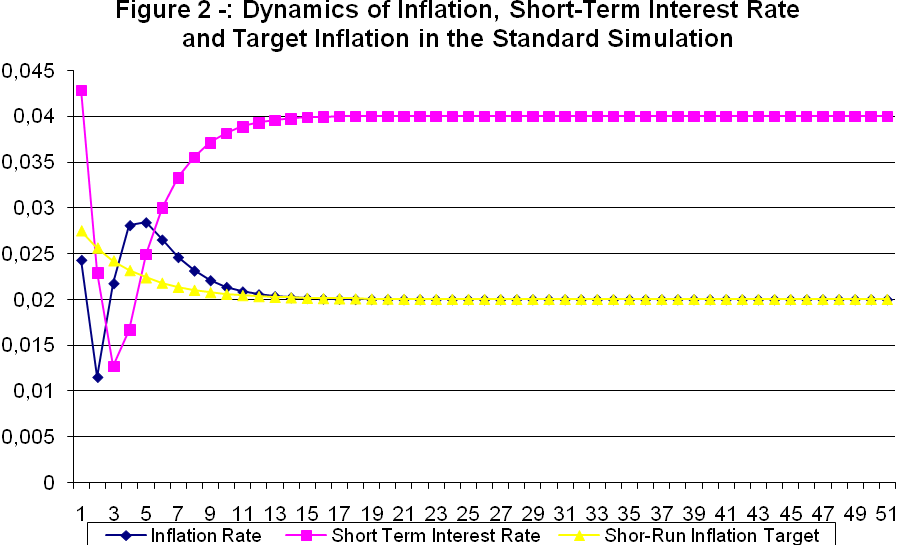 Figure 2 -: Dynamics of Inflation, Short-Term Interest Rate
and Target Inflation in the Standard Simulation
0,045
0,04
0,035
0,03
0,025
0,02
0,015
0,01
0,005
0
1 3 5 7 9 11 13 15 17 19 21 23 25 27 29 31 33 35 37 39 41 43 45 47 49 51
Inflation Rate Short Term Interest Rate Shor-Run Inflation Target